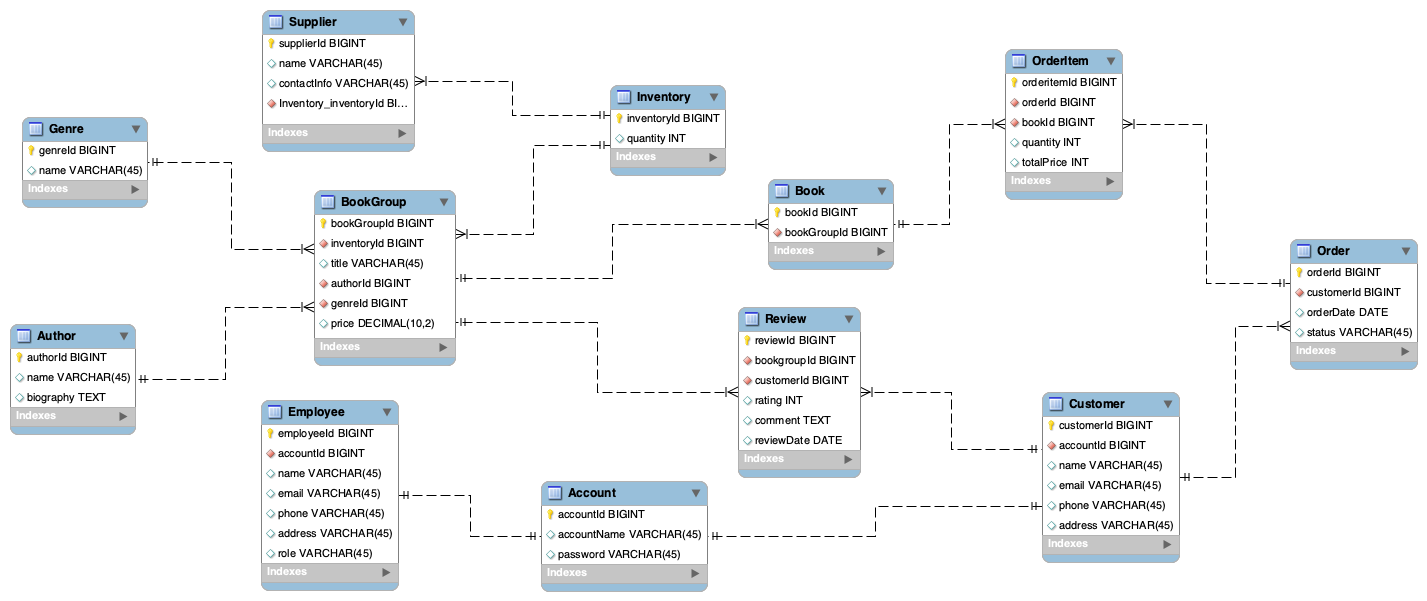 Supplier
supplierId BIGINT
name VARCHAR(45)
contactInfo VARCHAR(45)
Inventory_inventoryId BI...
Indexes
Genre
genreId BIGINT
name VARCHAR(45)
Indexes
Inventory
inventoryId BIGINT
quantity INT
Indexes
OrderItem
orderitemId BIGINT
orderId BIGINT
bookId BIGINT
quantity INT
totalPrice INT
Indexes
BookGroup
bookGroupId BIGINT
inventoryId BIGINT
title VARCHAR(45)
authorId BIGINT
genreId BIGINT
price DECIMAL(10,2)
Indexes
Book
bookId BIGINT
bookGroupId BIGINT
Indexes
Order
orderId BIGINT
customerId BIGINT
orderDate DATE
status VARCHAR(45)
Indexes
Author
authorId BIGINT
name VARCHAR(45)
biography TEXT
Indexes
Review
reviewId BIGINT
bookgroupId BIGINT
customerId BIGINT
rating INT
comment TEXT
reviewDate DATE
Indexes
Employee
employeeId BIGINT
accountId BIGINT
name VARCHAR(45)
email VARCHAR(45)
phone VARCHAR(45)
address VARCHAR(45)
role VARCHAR(45)
Indexes
Account
accountId BIGINT
accountName VARCHAR(45)
password VARCHAR(45)
Indexes
Customer
customerId BIGINT
accountId BIGINT
name VARCHAR(45)
email VARCHAR(45)
phone VARCHAR(45)
address VARCHAR(45)
Indexes